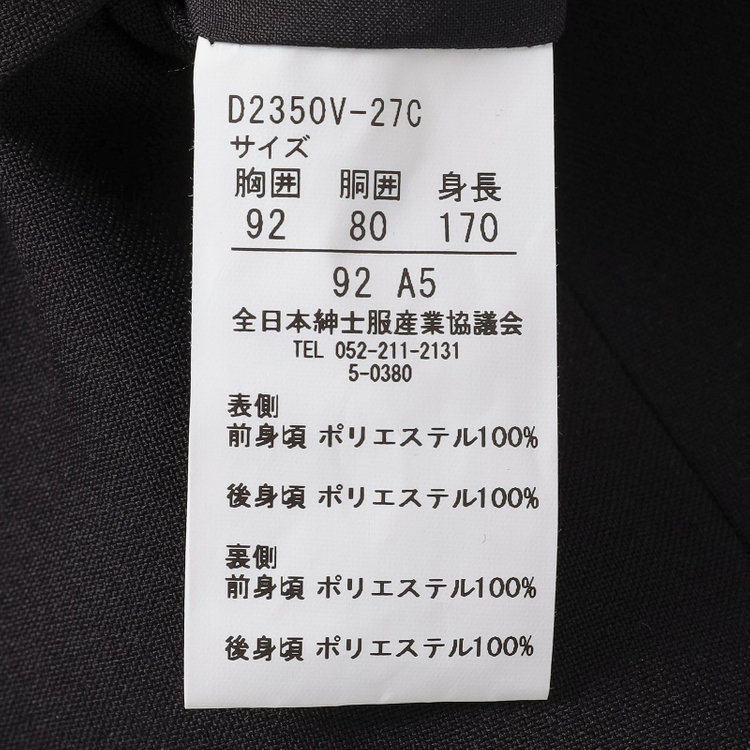 D2350V-27C
サイズ
胸囲 胴囲 身長
92 80 170
92 A5
全日本紳士服産業協議会
TEL 052-211-2131
5-0380
表側
前身頃 ポリエステル100%
後身頃 ポリエステル100%
裏側
前身頃 ポリエステル100%
後身頃 ポリエステル100%